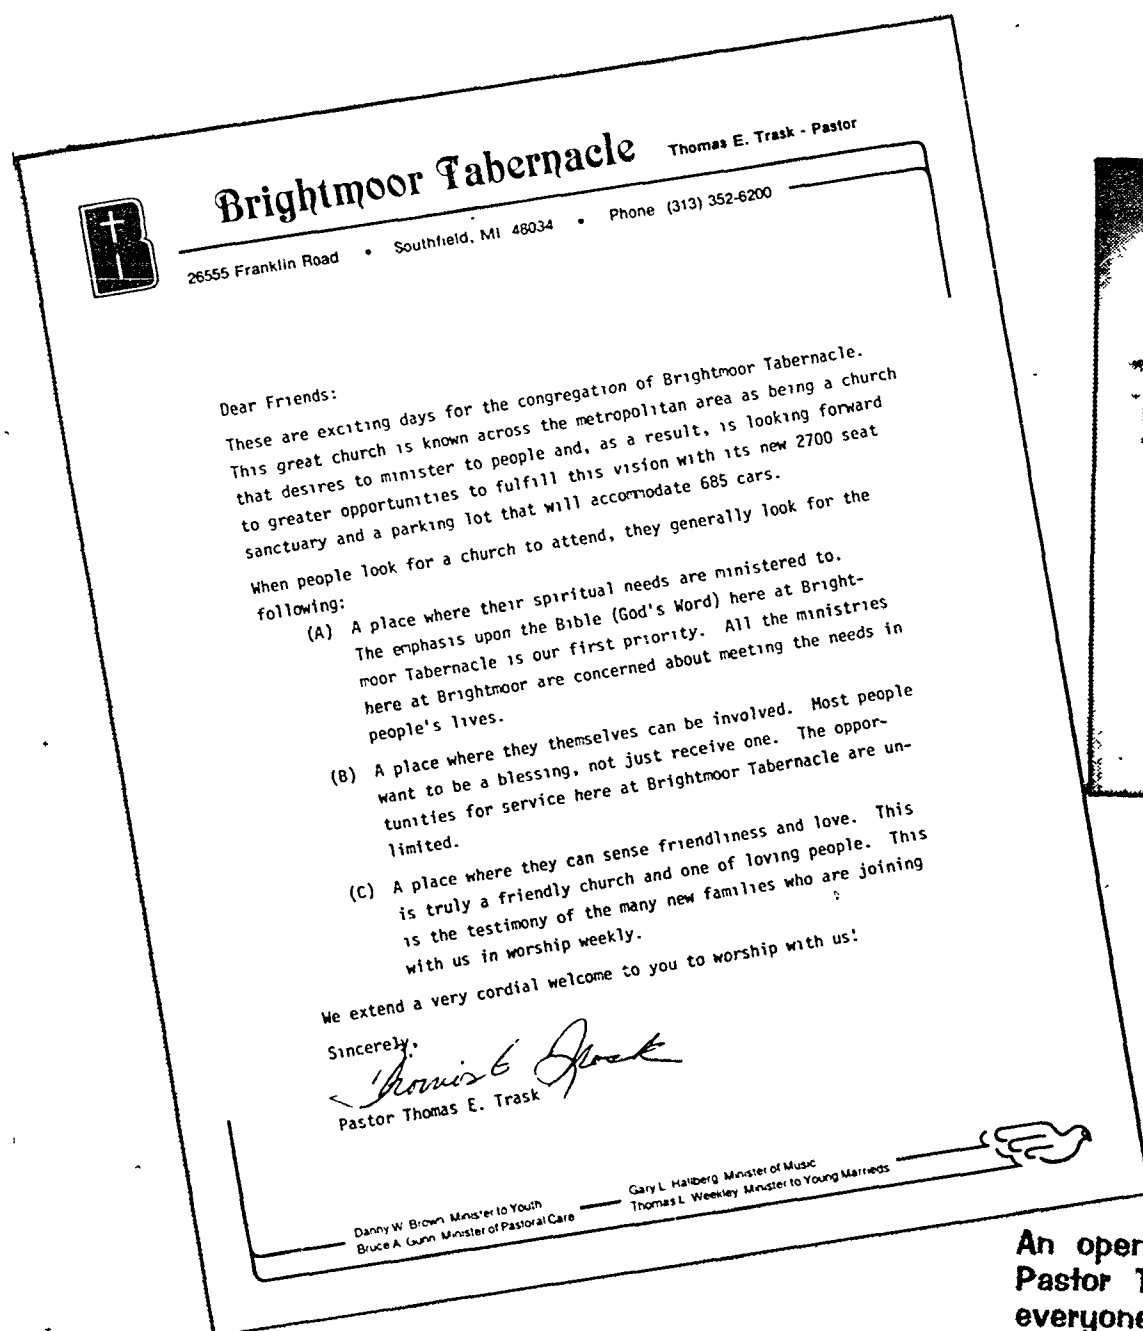 Brightmoor Tabernacle Thomas E. Trask - Pastor
26555 Franklin Road • Southfield, MI 48034 • Phone (313) 352-6200
Dear Friends:
These are exciting days for the congregation of Brightmoor Tabernacle.
This great church is known across the metropolitan area as being a church
that desires to minister to people and, as a result, is looking forward
to greater opportunities to fulfill this vision with its new 2700 seat
sanctuary and a parking lot that will accommodate 685 cars.
When people look for a church to attend, they generally look for the
following:
(A) A place where their spiritual needs are ministered to.
The emphasis upon the Bible (God's Word) here at Bright-
moor Tabernacle is our first priority. All the ministries
here at Brightmoor are concerned about meeting the needs in
people's lives.
(B) A place where they themselves can be involved. Most people
want to be a blessing, not just receive one. The oppor-
tunities for service here at Brightmoor Tabernacle are un-
limited.
(C) A place where they can sense friendliness and love. This
is truly a friendly church and one of loving people. This
is the testimony of the many new families who are joining
with us in worship weekly.
We extend a very cordial welcome to you to worship with us!
Sincerely,
Thomas E Trask
Pastor Thomas E. Trask
Danny W. Brown Minister to Youth
Bruce A. Gunn Minister of Pastoral Care
Gary L. Hallberg Minister of Music
Thomas L. Weekley Minister to Young Marrieds
An oper
Pastor T
everyone